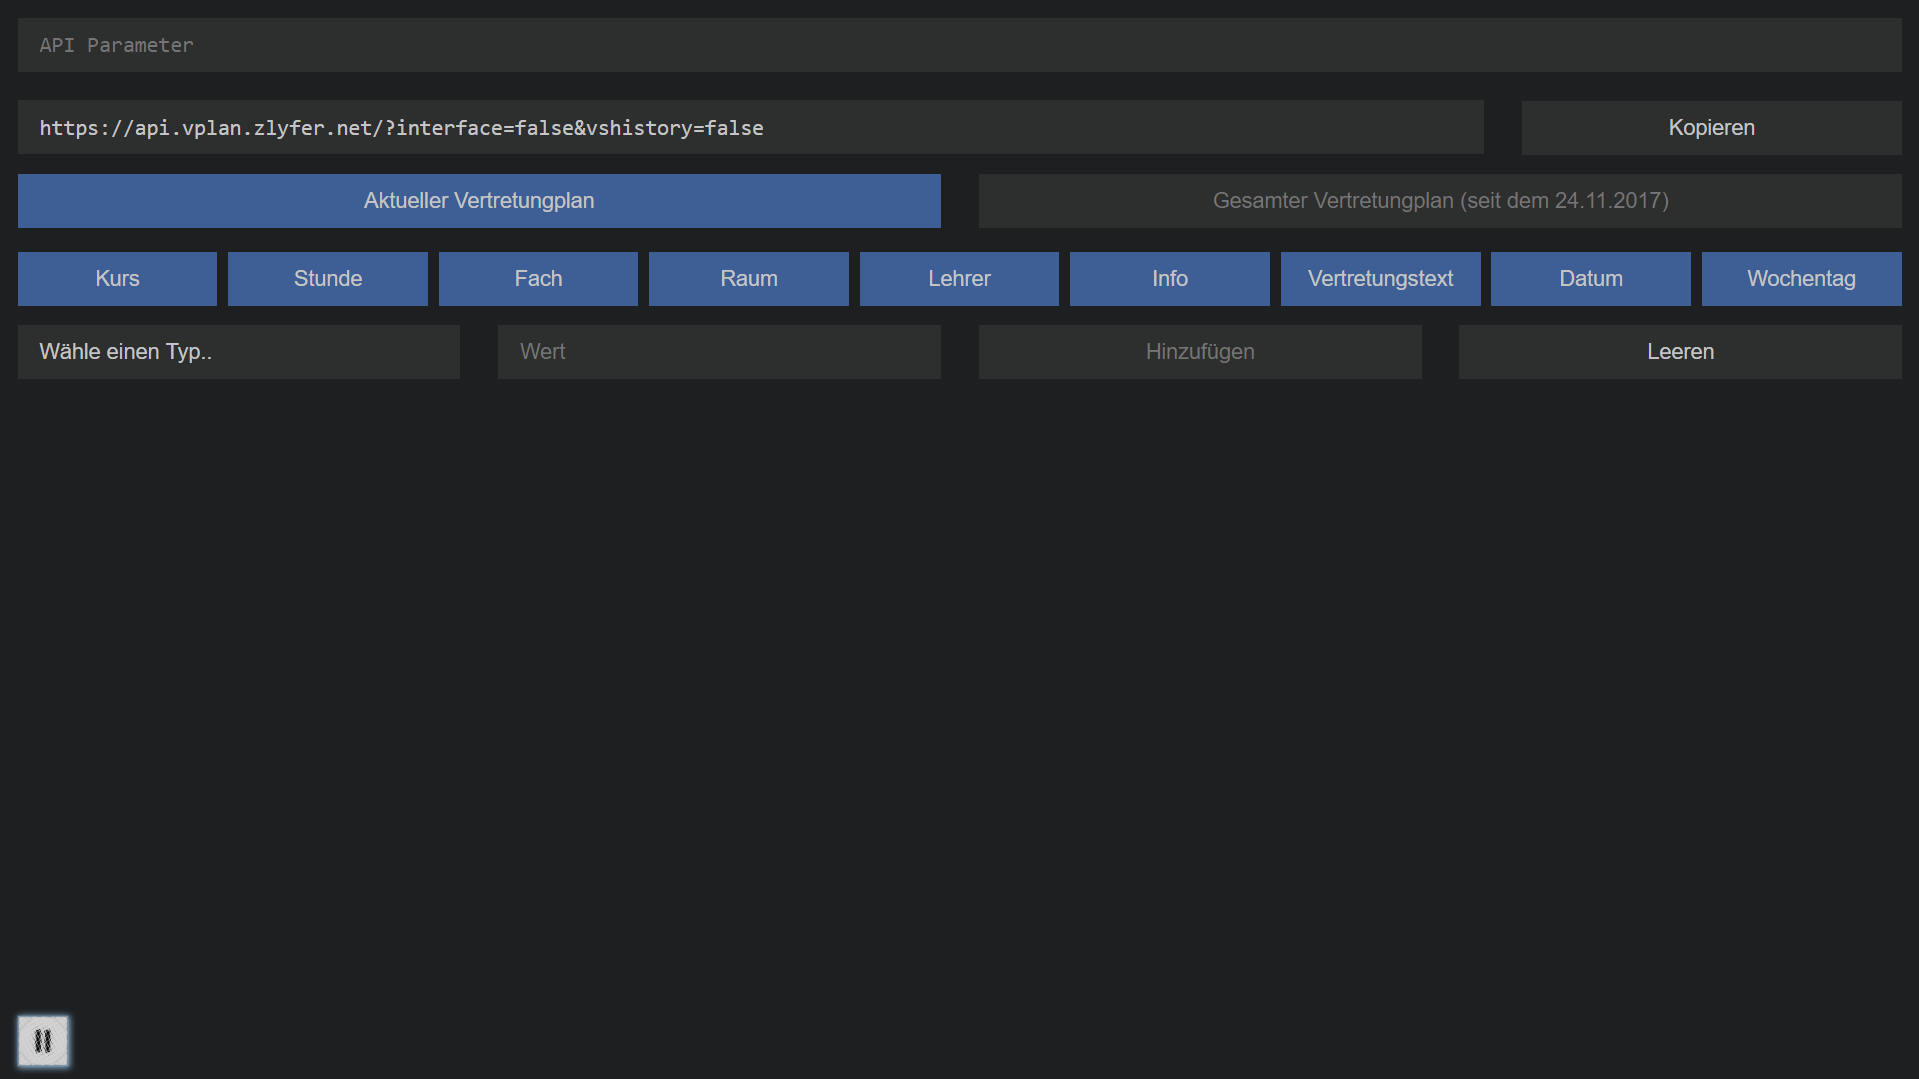 API Parameter
https://api.vplan.zlyfer.net/?interface=false&vshistory=false
Kopieren
Aktueller Vertretungplan
Gesamter Vertretungplan (seit dem 24.11.2017)
Kurs
Stunde
Fach
Raum
Lehrer
Info
Vertretungstext
Datum
Wochentag
Wähle einen Typ..
Wert
Hinzufügen
Leeren